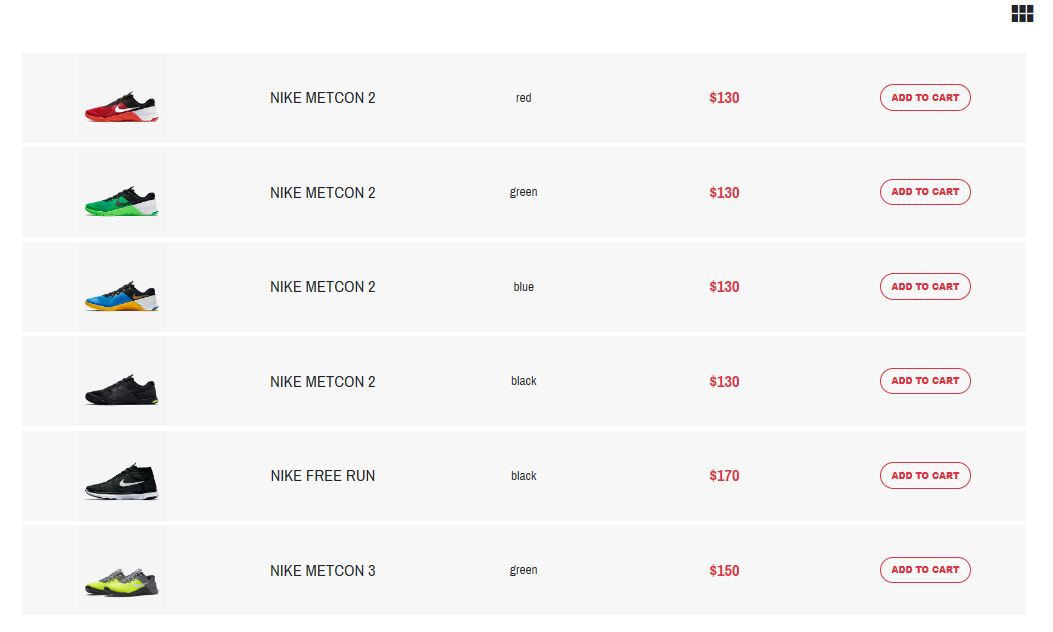 NIKE METCON 2 red $130 ADD TO CART
NIKE METCON 2 green $130 ADD TO CART
NIKE METCON 2 blue $130 ADD TO CART
NIKE METCON 2 black $130 ADD TO CART
NIKE FREE RUN black $170 ADD TO CART
NIKE METCON 3 green $150 ADD TO CART